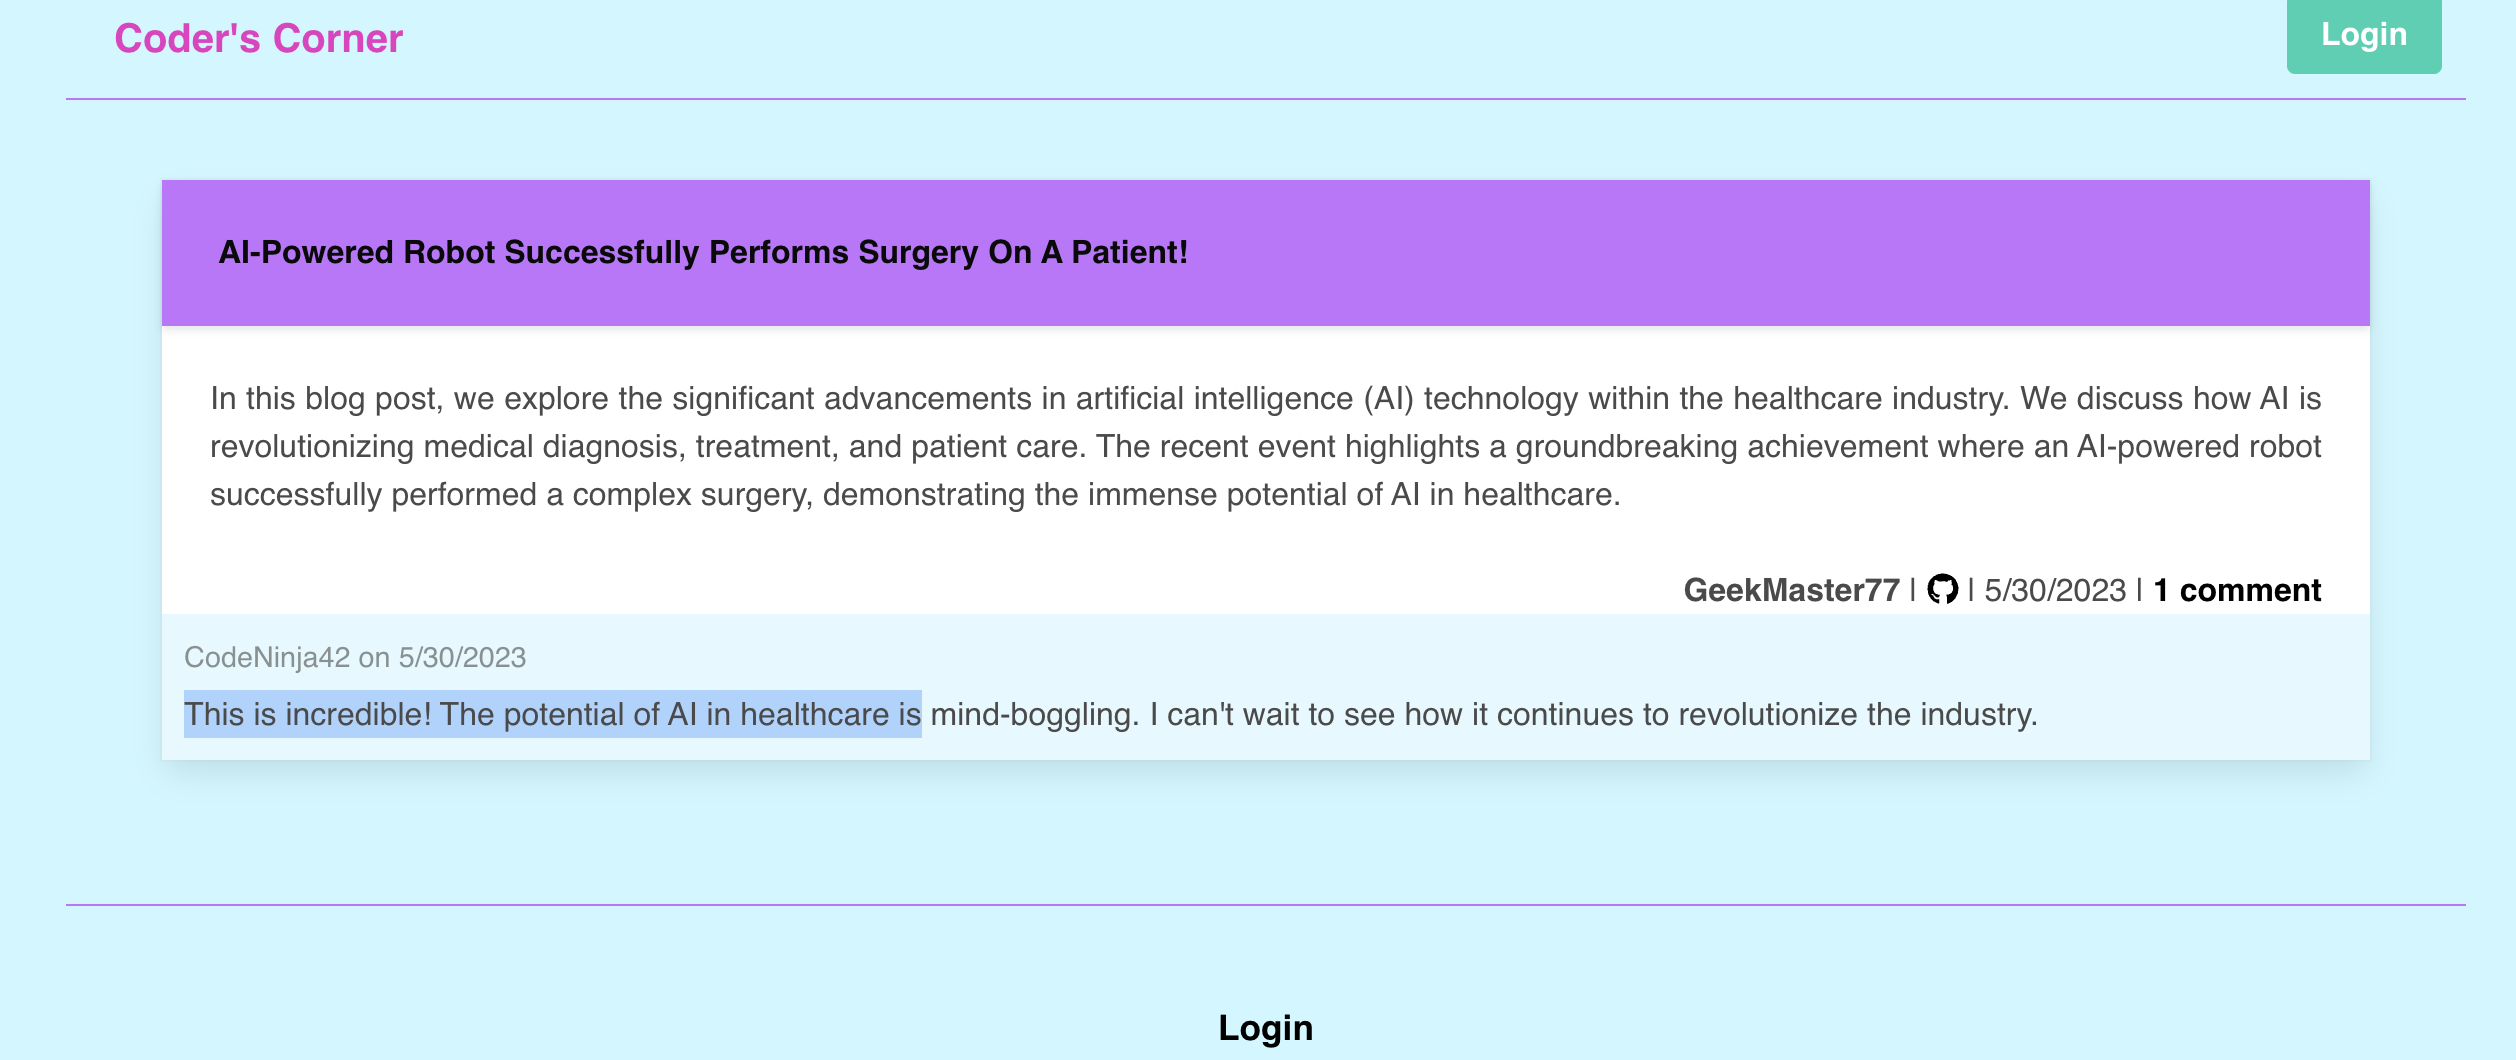 Coder's Corner
Login
AI-Powered Robot Successfully Performs Surgery On A Patient!
In this blog post, we explore the significant advancements in artificial intelligence (AI) technology within the healthcare industry. We discuss how AI is
revolutionizing medical diagnosis, treatment, and patient care. The recent event highlights a groundbreaking achievement where an AI-powered robot
successfully performed a complex surgery, demonstrating the immense potential of AI in healthcare.
GeekMaster77 | | 5/30/2023 | 1 comment
CodeNinja42 on 5/30/2023
This is incredible! The potential of AI in healthcare is mind-boggling. I can't wait to see how it continues to revolutionize the industry.
Login